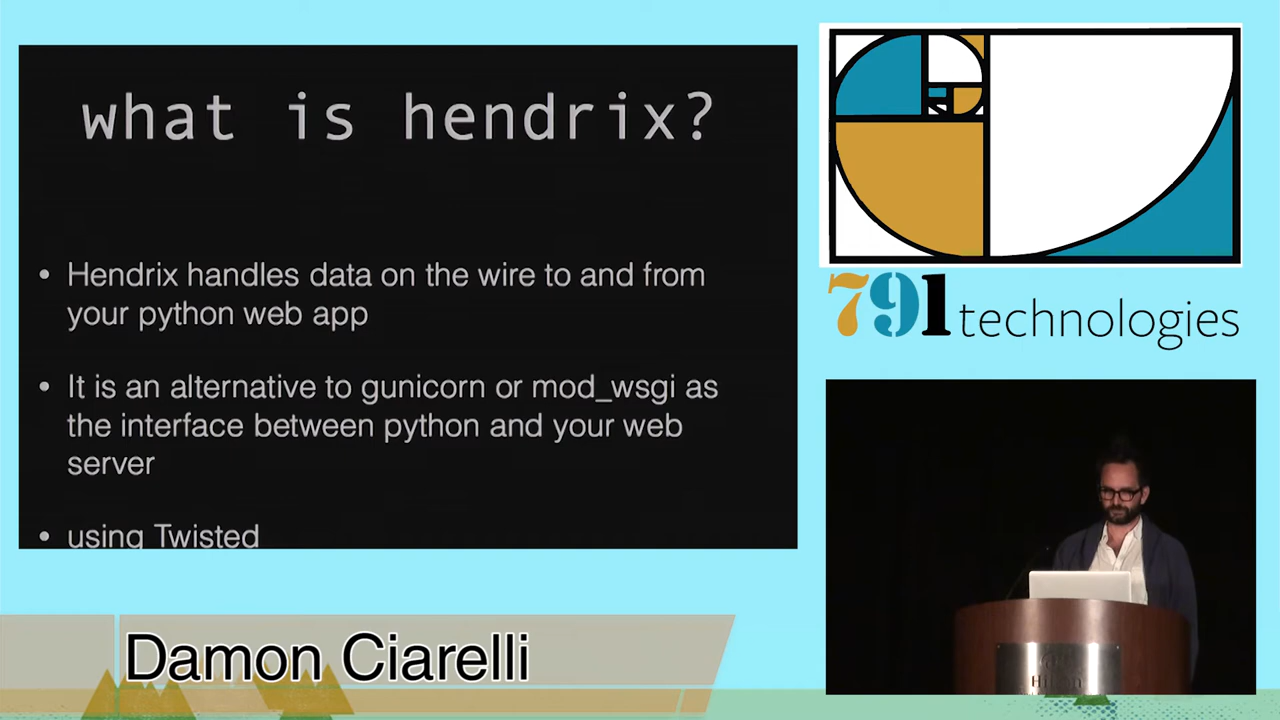 what is hendrix?
• Hendrix handles data on the wire to and from
your python web app
• It is an alternative to gunicorn or mod_wsgi as
the interface between python and your web
server
• using Twisted
791 technologies
Damon Ciarelli